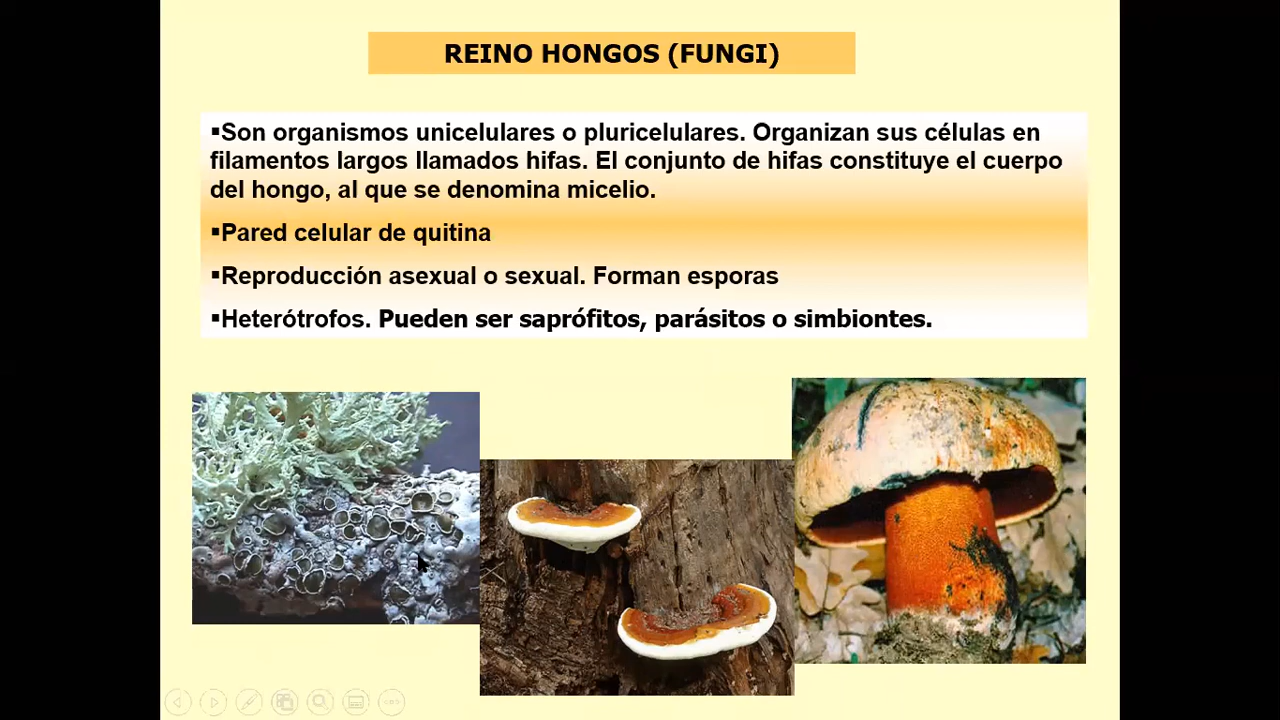 REINO HONGOS (FUNGI)
▪Son organismos unicelulares o pluricelulares. Organizan sus células en
filamentos largos llamados hifas. El conjunto de hifas constituye el cuerpo
del hongo, al que se denomina micelio.
▪Pared celular de quitina
▪Reproducción asexual o sexual. Forman esporas
▪Heterótrofos. Pueden ser saprófitos, parásitos o simbiontes.